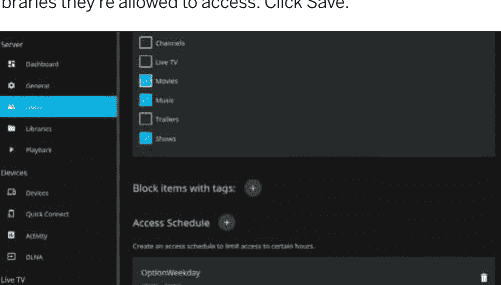 braries they're allowed to access. Click Save.
Server
Dashboard
General
Libraries
Playback
Devices
Devices
Quick Connect
Activity
DLNA
Live TV
Channels
Live TV
Movies
Music
Trailers
Shows
Block items with tags:
Access Schedule
Create an access schedule to limit access to certain hours.
OptionWeekday